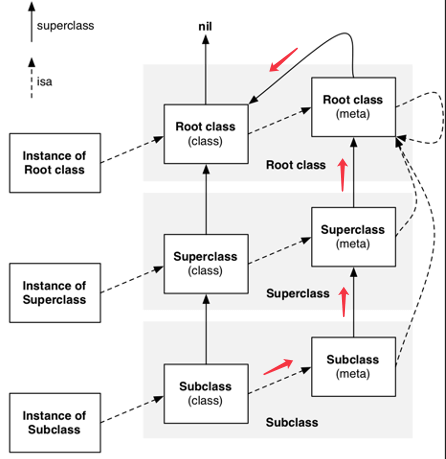 superclass
isa
nil
Root class
(class)
Root class
(meta)
Instance of
Root class
Root class
Superclass
(class)
Superclass
(meta)
Instance of
Superclass
Superclass
Subclass
(class)
Subclass
(meta)
Instance of
Subclass
Subclass